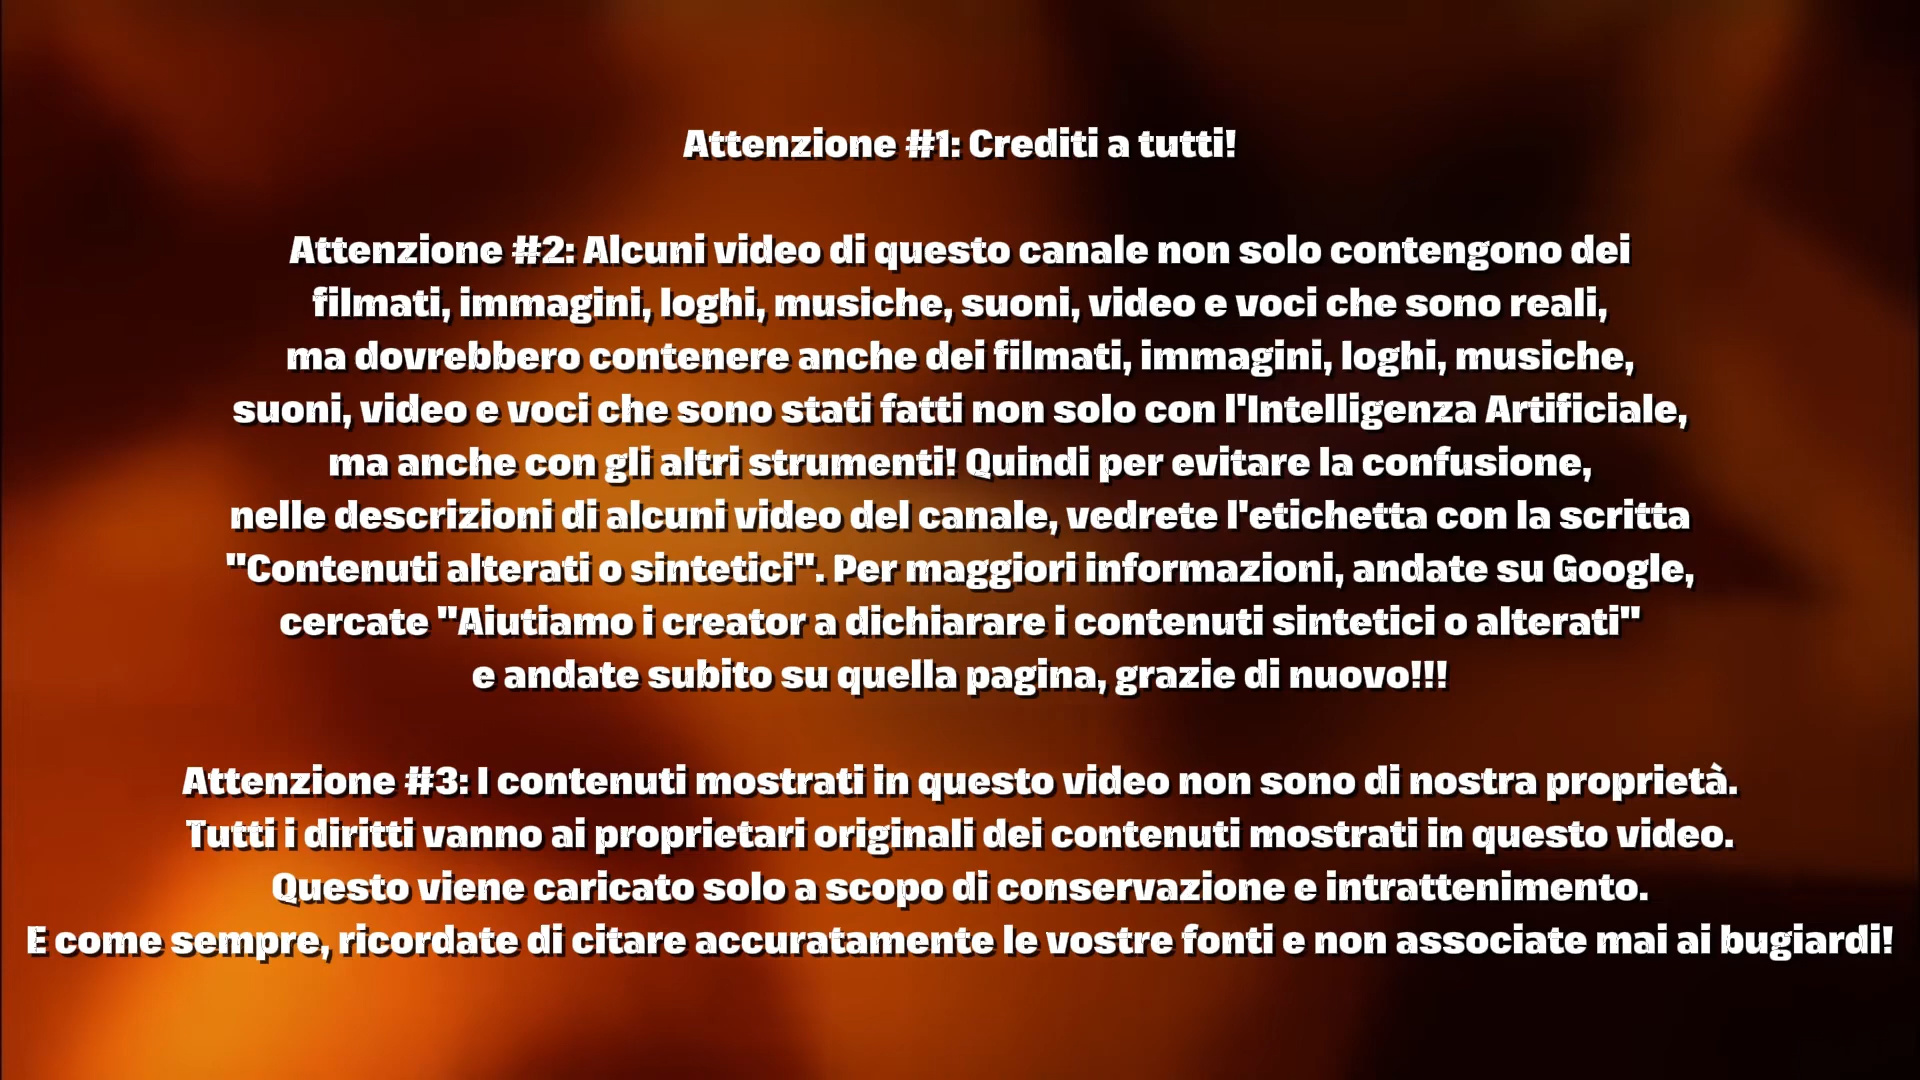 Attenzione #1: Crediti a tutti!
Attenzione #2: Alcuni video di questo canale non solo contengono dei
filmati, immagini, loghi, musiche, suoni, video e voci che sono reali,
ma dovrebbero contenere anche dei filmati, immagini, loghi, musiche,
suoni, video e voci che sono stati fatti non solo con l'Intelligenza Artificiale,
ma anche con gli altri strumenti! Quindi per evitare la confusione,
nelle descrizioni di alcuni video del canale, vedrete l'etichetta con la scritta
"Contenuti alterati o sintetici". Per maggiori informazioni, andate su Google,
cercate "Aiutiamo i creator a dichiarare i contenuti sintetici o alterati"
e andate subito su quella pagina, grazie di nuovo!!!
Attenzione #3: I contenuti mostrati in questo video non sono di nostra proprietà.
Tutti i diritti vanno ai proprietari originali dei contenuti mostrati in questo video.
Questo viene caricato solo a scopo di conservazione e intrattenimento.
E come sempre, ricordate di citare accuratamente le vostre fonti e non associate mai ai bugiardi!